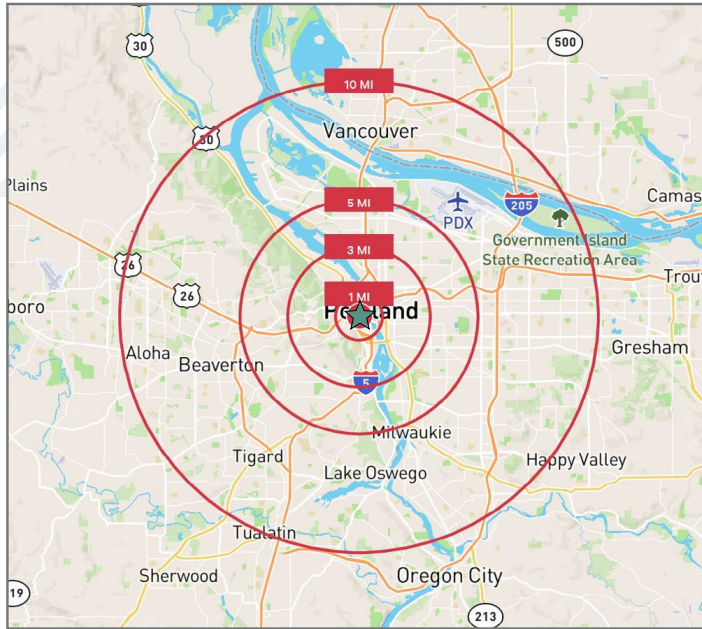 30
500
10 MI
Vancouver
30
Plains
5 MI
205
Camas
PDX
Government Island
State Recreation Area
3 MI
26
Trout
26
1 MI
boro
Portland
Aloha
Beaverton
Gresham
5
Milwaukie
Tigard
Lake Oswego
Happy Valley
Tualatin
Sherwood
Oregon City
19
213